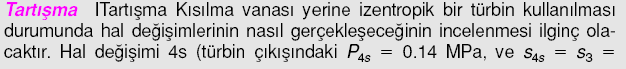 Tartışma ITartışma Kısılma vanası yerine izentropik bir türbin kullanılması
durumunda hal değişimlerinin nasıl gerçekleşeceğinin incelenmesi ilginç ola-
caktır. Hal değişimi 4s (türbin çıkışındaki P4s = 0.14 MPa, ve s4s = s3 =